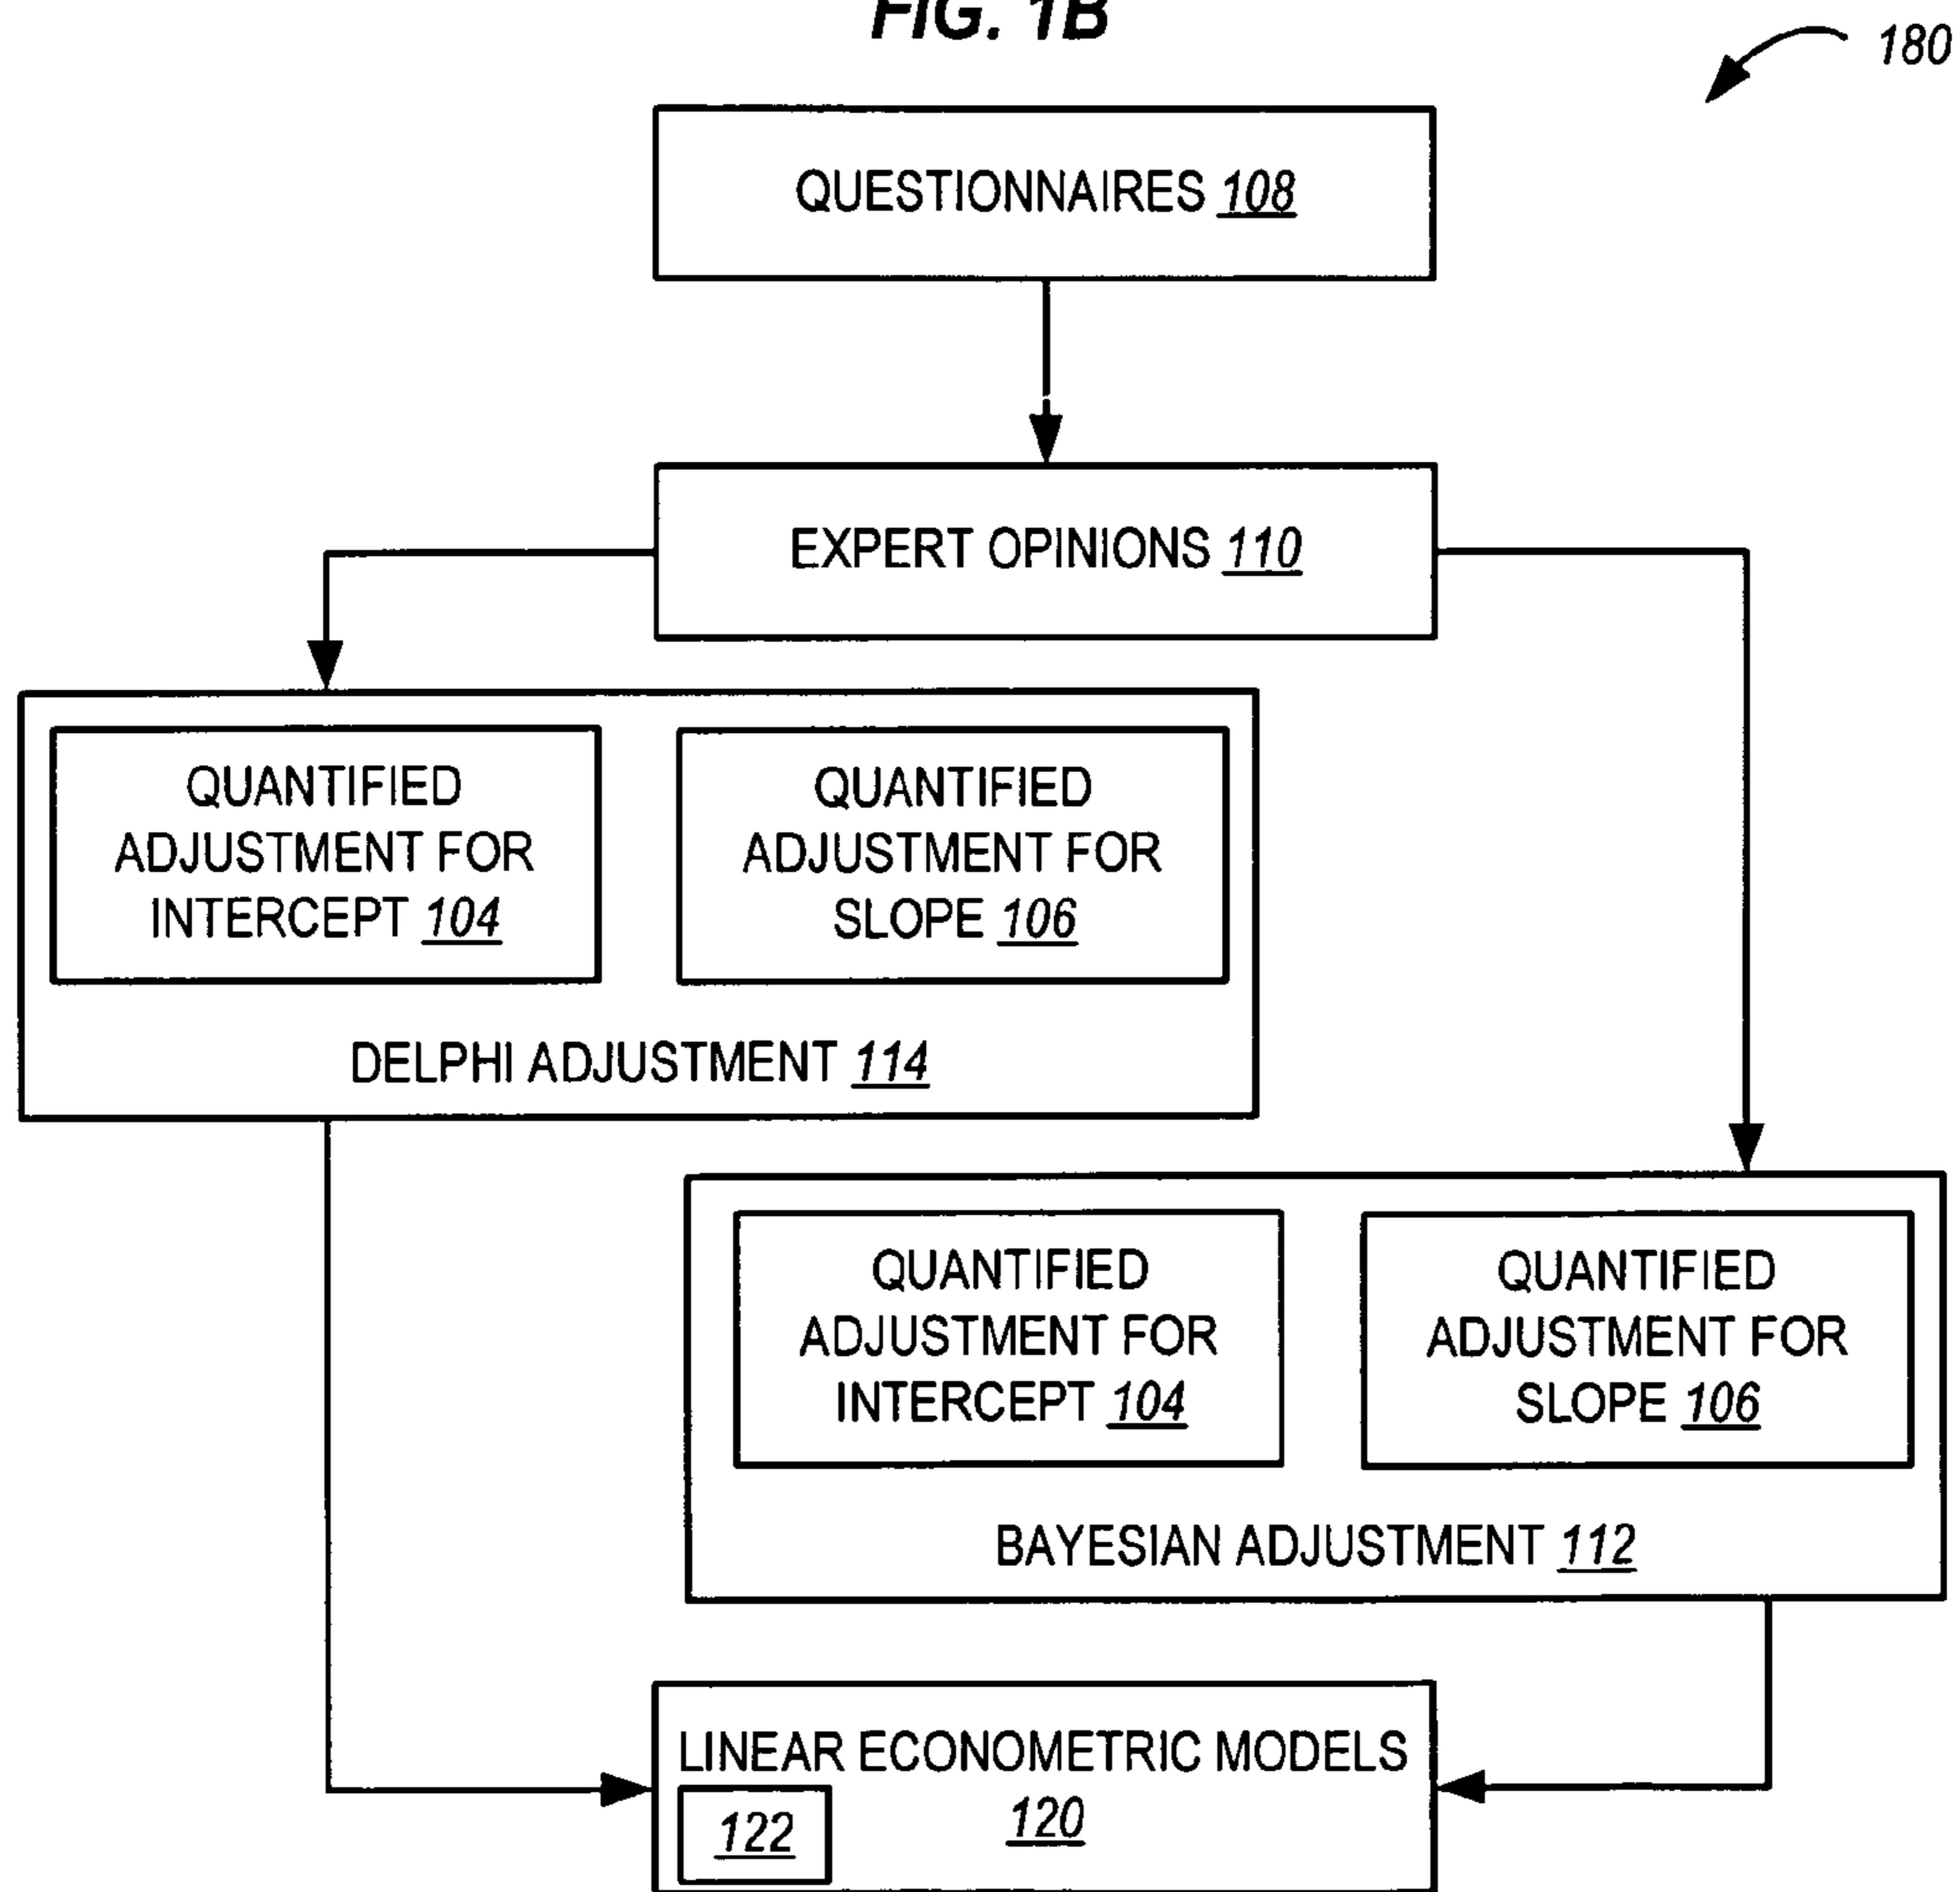 FIG. 1B
180
QUESTIONNAIRES 108
EXPERT OPINIONS 110
QUANTIFIED
ADJUSTMENT FOR
INTERCEPT 104
QUANTIFIED
ADJUSTMENT FOR
SLOPE 106
DELPHI ADJUSTMENT 114
QUANTIFIED
ADJUSTMENT FOR
INTERCEPT 104
QUANTIFIED
ADJUSTMENT FOR
SLOPE 106
BAYESIAN ADJUSTMENT 112
LINEAR ECONOMETRIC MODELS
120
122